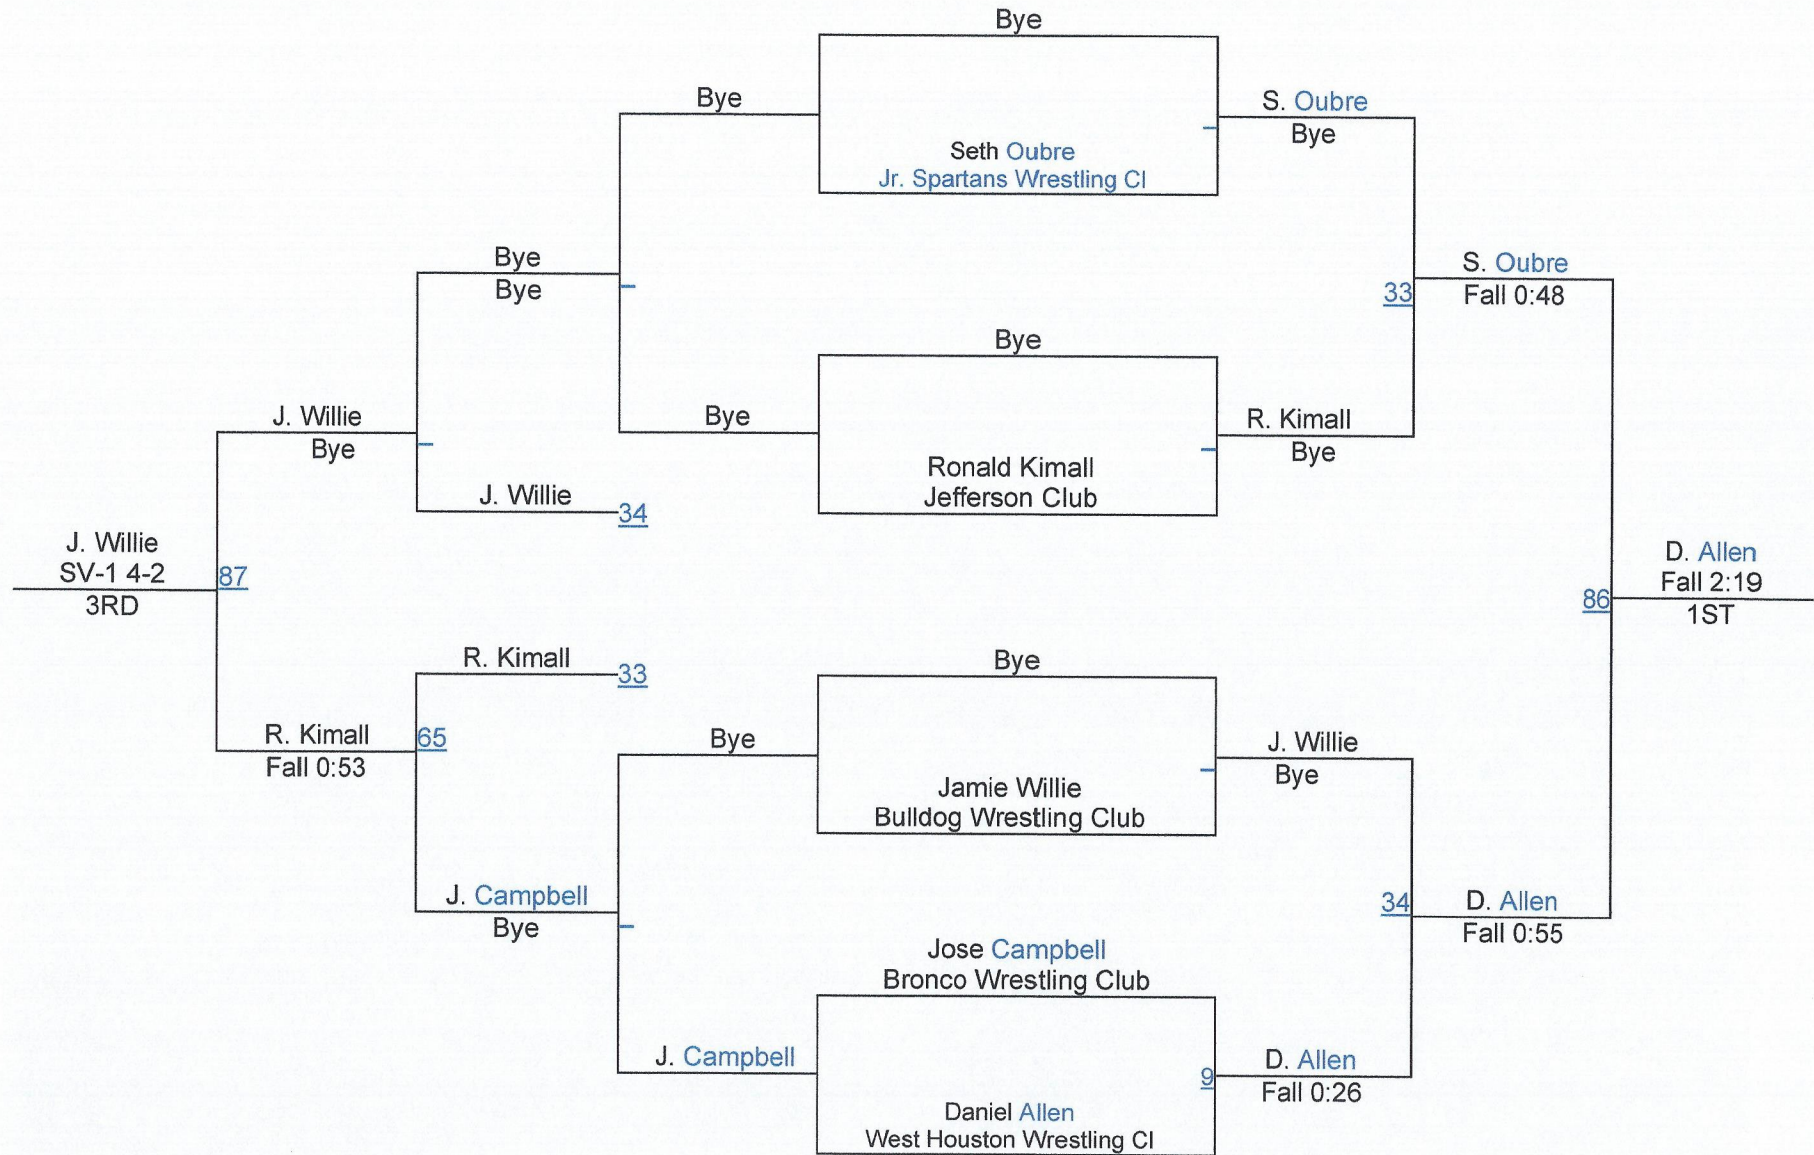 Bye
Bye
S. Oubre
Bye
Seth Oubre
Jr. Spartans Wrestling Cl
Bye
Bye
S. Oubre
Fall 0:48
33
Bye
Bye
R. Kimall
Bye
Ronald Kimall
Jefferson Club
J. Willie
Bye
J. Willie
34
J. Willie
SV-1 4-2
3RD
87
D. Allen
Fall 2:19
1ST
86
R. Kimall
33
Bye
R. Kimall
Fall 0:53
65
Bye
J. Willie
Bye
Jamie Willie
Bulldog Wrestling Club
J. Campbell
Bye
34
D. Allen
Fall 0:55
Jose Campbell
Bronco Wrestling Club
J. Campbell
9
D. Allen
Fall 0:26
Daniel Allen
West Houston Wrestling Cl